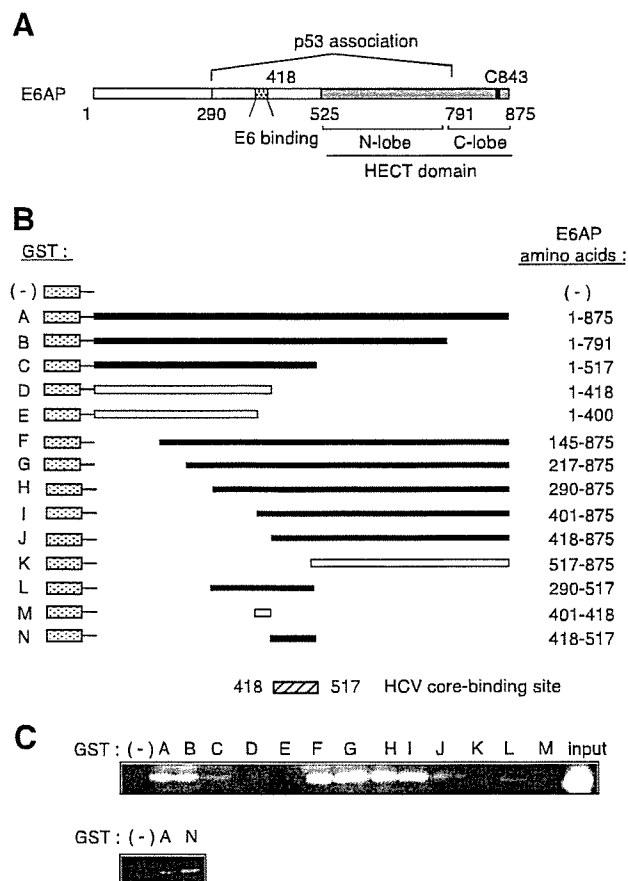 A
p53 association
418 C843
E6AP
1 290 525 791 875
E6 binding
N-lobe C-lobe
HECT domain
B
GST : E6AP amino acids :
(-) (-)
A 1-875
B 1-791
C 1-517
D 1-418
E 1-400
F 145-875
G 217-875
H 290-875
I 401-875
J 418-875
K 517-875
L 290-517
M 401-418
N 418-517
418 517 HCV core-binding site
C
GST : (-) A B C D E F G H I J K L M input
GST : (-) A N